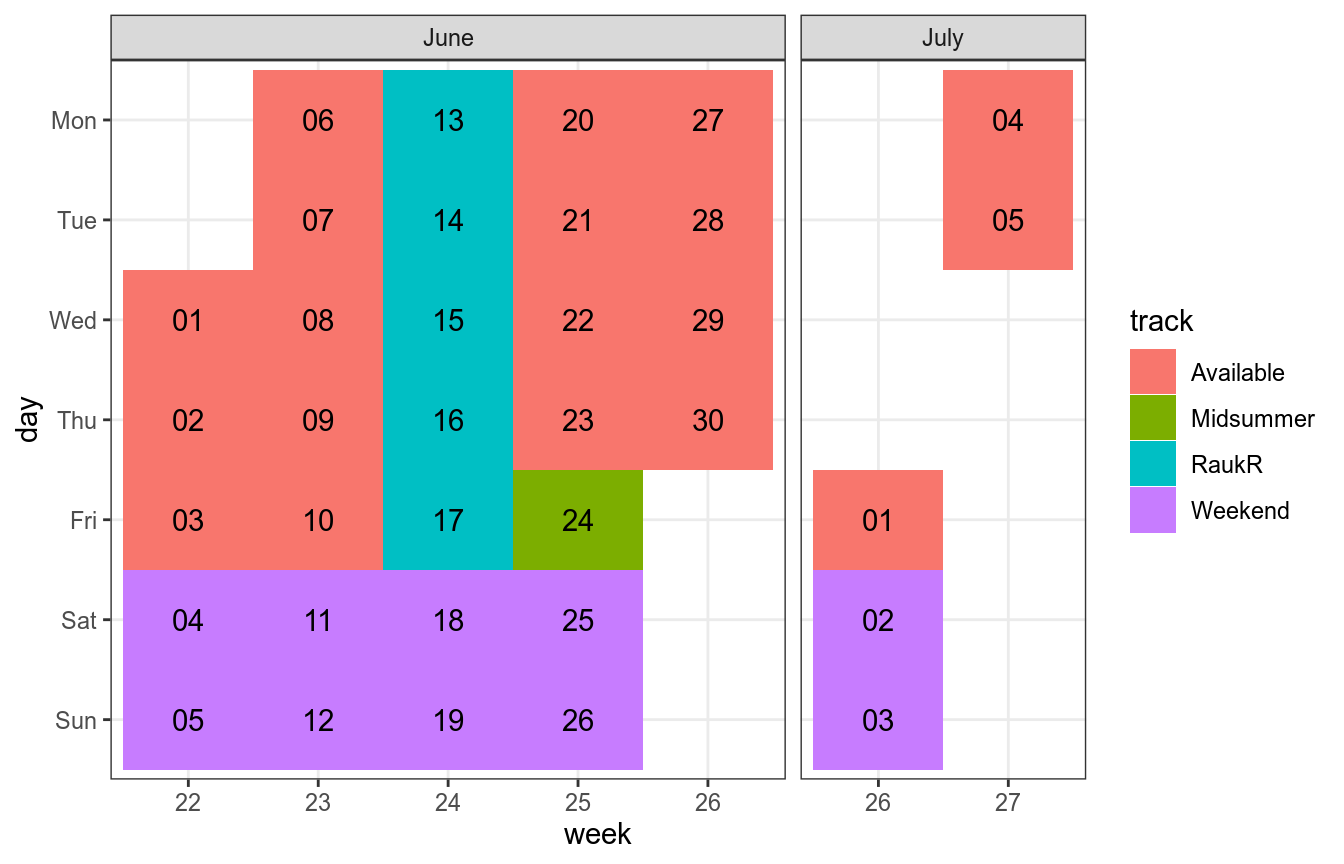 June July
Mon 06 13 20 27 04
Tue 07 14 21 28 05
Wed 01 08 15 22 29
Thu 02 09 16 23 30
Fri 03 10 17 24 01
Sat 04 11 18 25 02
Sun 05 12 19 26 03
22 23 24 25 26 26 27
week
day
track
Available
Midsummer
RaukR
Weekend